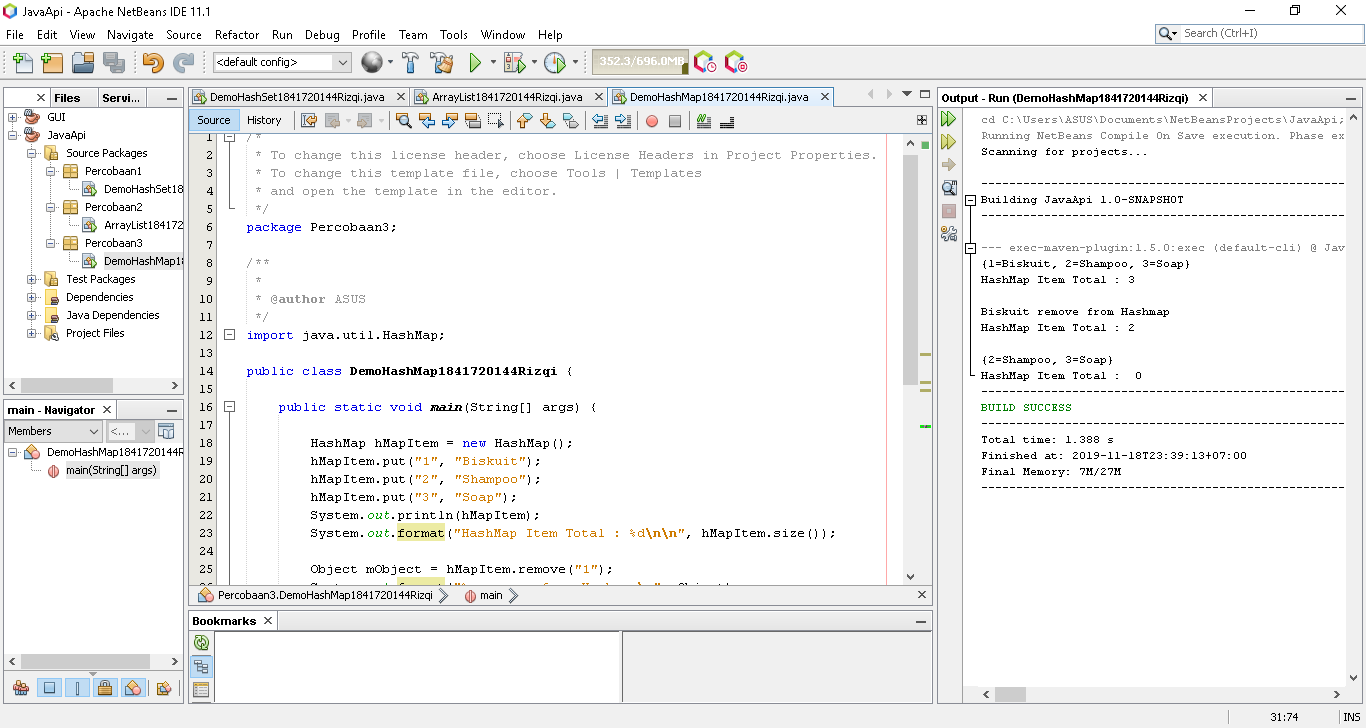 JavaApi - Apache NetBeans IDE 11.1
File Edit View Navigate Source Refactor Run Debug Profile Team Tools Window Help
Search (Ctrl+I)
<default config>
352.3/696.0MB
Files
Servi...
GUI
JavaApi
Source Packages
Percobaan1
DemoHashSet18
Percobaan2
ArrayList184172
Percobaan3
DemoHashMap18
Test Packages
Dependencies
Java Dependencies
Project Files
main - Navigator
Members
<...
DemoHashMap1841720144R
main(String[] args)
DemoHashSet1841720144Rizqi.java
ArrayList1841720144Rizqi.java
DemoHashMap1841720144Rizqi.java
Source History
1 /*
2 * To change this license header, choose License Headers in Project Properties.
3 * To change this template file, choose Tools | Templates
4 * and open the template in the editor.
5 */
6 package Percobaan3;
7
8 /**
9 *
10 * @author ASUS
11 */
12 import java.util.HashMap;
13
14 public class DemoHashMap1841720144Rizqi {
15
16 public static void main(String[] args) {
17
18 HashMap hMapItem = new HashMap();
19 hMapItem.put("1", "Biskuit");
20 hMapItem.put("2", "Shampoo");
21 hMapItem.put("3", "Soap");
22 System.out.println(hMapItem);
23 System.out.format("HashMap Item Total : %d\n\n", hMapItem.size());
24
25 Object mObject = hMapItem.remove("1");
Percobaan3.DemoHashMap1841720144Rizqi
main
Bookmarks
Output - Run (DemoHashMap1841720144Rizqi)
cd C:\Users\ASUS\Documents\NetBeansProjects\JavaApi;
Running NetBeans Compile On Save execution. Phase ex
Scanning for projects...
------------------------------------------------
Building JavaApi 1.0-SNAPSHOT
------------------------------------------------
--- exec-maven-plugin:1.5.0:exec (default-cli) @ Jav
{1=Biskuit, 2=Shampoo, 3=Soap}
HashMap Item Total : 3
Biskuit remove from Hashmap
HashMap Item Total : 2
{2=Shampoo, 3=Soap}
HashMap Item Total : 0
------------------------------------------------
BUILD SUCCESS
------------------------------------------------
Total time: 1.388 s
Finished at: 2019-11-18T23:39:13+07:00
Final Memory: 7M/27M
------------------------------------------------
31:74
INS